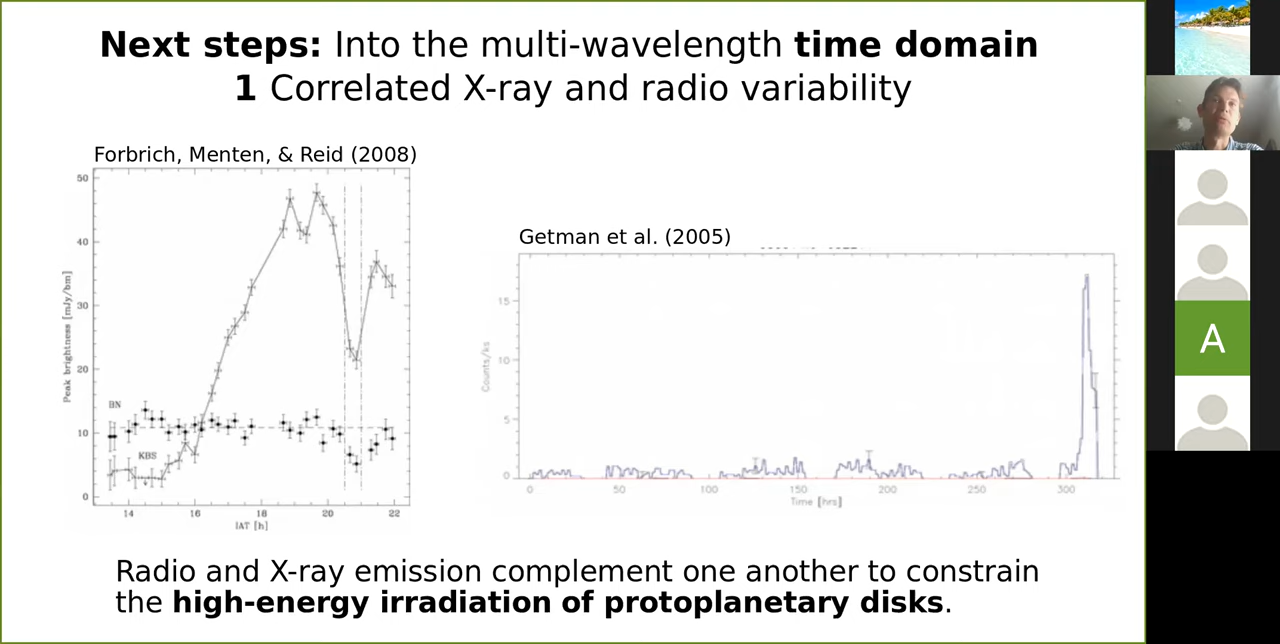 Next steps: Into the multi-wavelength time domain
1 Correlated X-ray and radio variability
Forbrich, Menten, & Reid (2008)
50
40
30
20
10
0
Peak brightness [mJy/bm]
BN
KBS
14 16 18 20 22
IAT [h]
Getman et al. (2005)
15
10
5
0
Counts/ks
0 50 100 150 200 250 300
Time [hrs]
Radio and X-ray emission complement one another to constrain
the high-energy irradiation of protoplanetary disks.
A